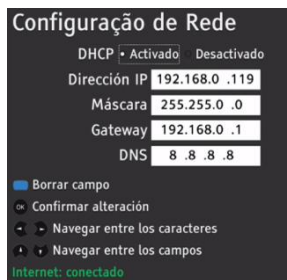 Configuração de Rede
DHCP • Activado Desactivado
Dirección IP 192.168.0 .119
Máscara 255.255.0 .0
Gateway 192.168.0 .1
DNS 8 .8 .8 .8
Borrar campo
OK Confirmar alteración
Navegar entre los caracteres
Navegar entre los campos
Internet: conectado